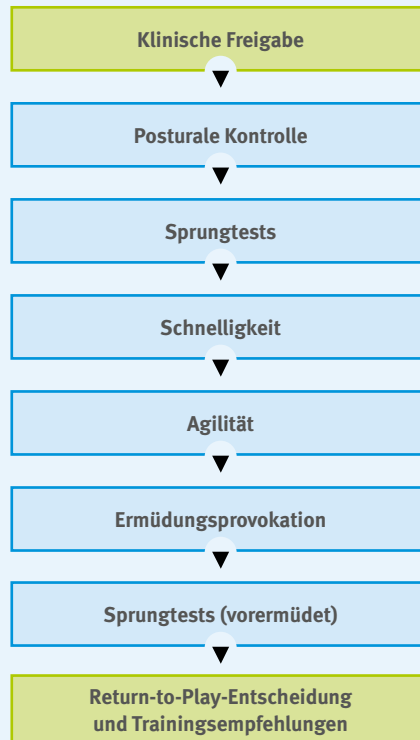 Klinische Freigabe
Posturale Kontrolle
Sprungtests
Schnelligkeit
Agilität
Ermüdungsprovokation
Sprungtests (vorermüdet)
Return-to-Play-Entscheidung
und Trainingsempfehlungen